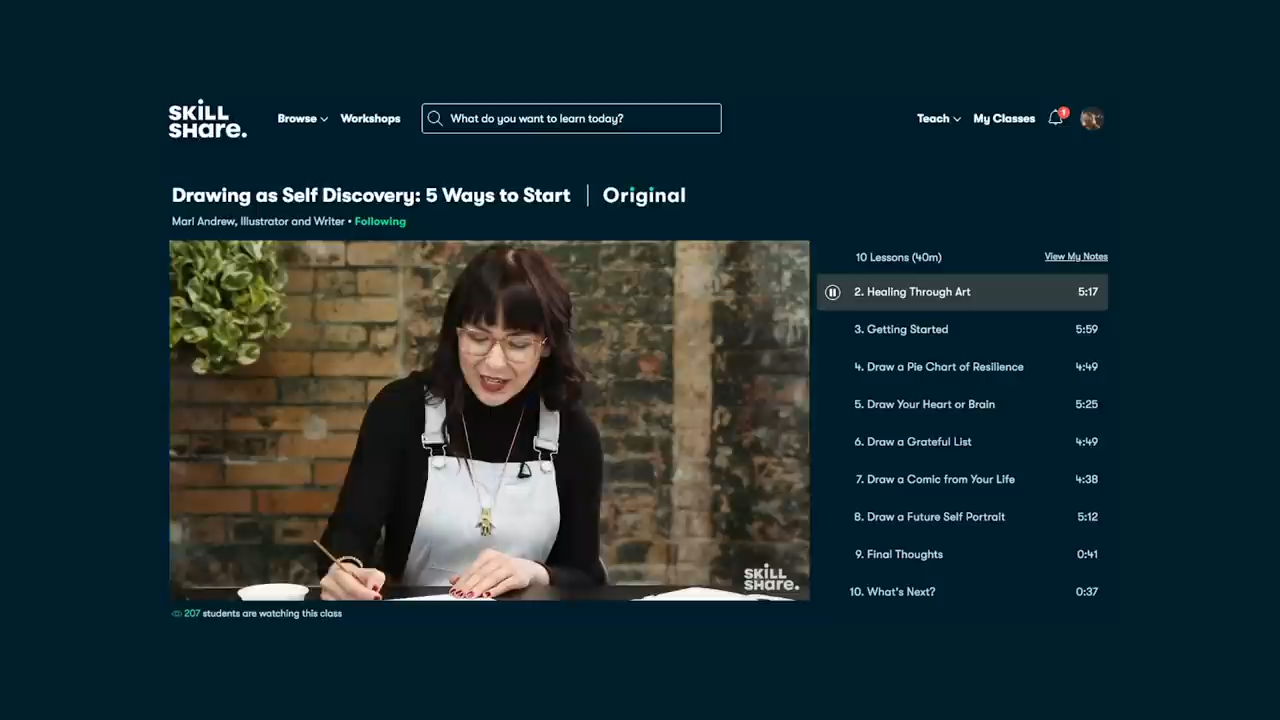 SKiLL
SHare.
Browse
Workshops
What do you want to learn today?
Teach
My Classes
1
Drawing as Self Discovery: 5 Ways to Start | Original
Mari Andrew, Illustrator and Writer • Following
10 Lessons (40m)
View My Notes
2. Healing Through Art 5:17
3. Getting Started 5:59
4. Draw a Pie Chart of Resilience 4:49
5. Draw Your Heart or Brain 5:25
6. Draw a Grateful List 4:49
7. Draw a Comic from Your Life 4:38
8. Draw a Future Self Portrait 5:12
9. Final Thoughts 0:41
10. What's Next? 0:37
SKiLL
SHare.
207 students are watching this class